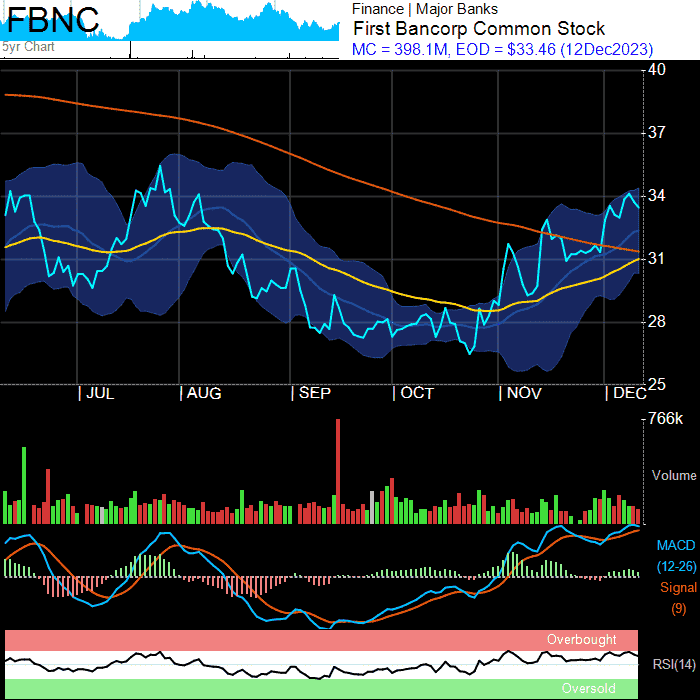 FBNC
5yr Chart
Finance | Major Banks
First Bancorp Common Stock
MC = 398.1M, EOD = $33.46 (12Dec2023)
40
37
34
31
28
25
| JUL | AUG | SEP | OCT | NOV | DEC
766k
Volume
MACD
(12-26)
Signal
(9)
Overbought
RSI(14)
Oversold